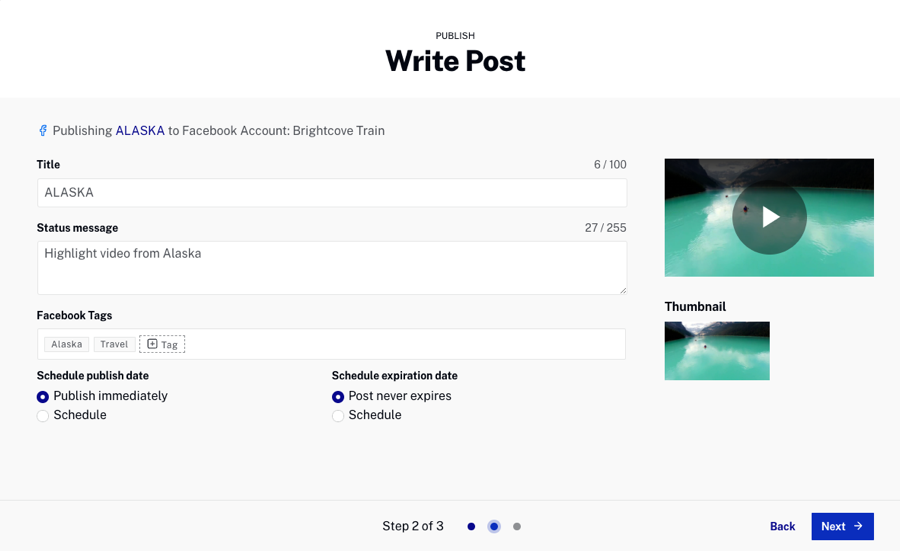 PUBLISH
Write Post
Publishing ALASKA to Facebook Account: Brightcove Train
Title
6 / 100
ALASKA
Status message
27 / 255
Highlight video from Alaska
Facebook Tags
Alaska
Travel
Tag
Schedule publish date
Schedule expiration date
Publish immediately
Post never expires
Schedule
Schedule
Thumbnail
Step 2 of 3
Back
Next